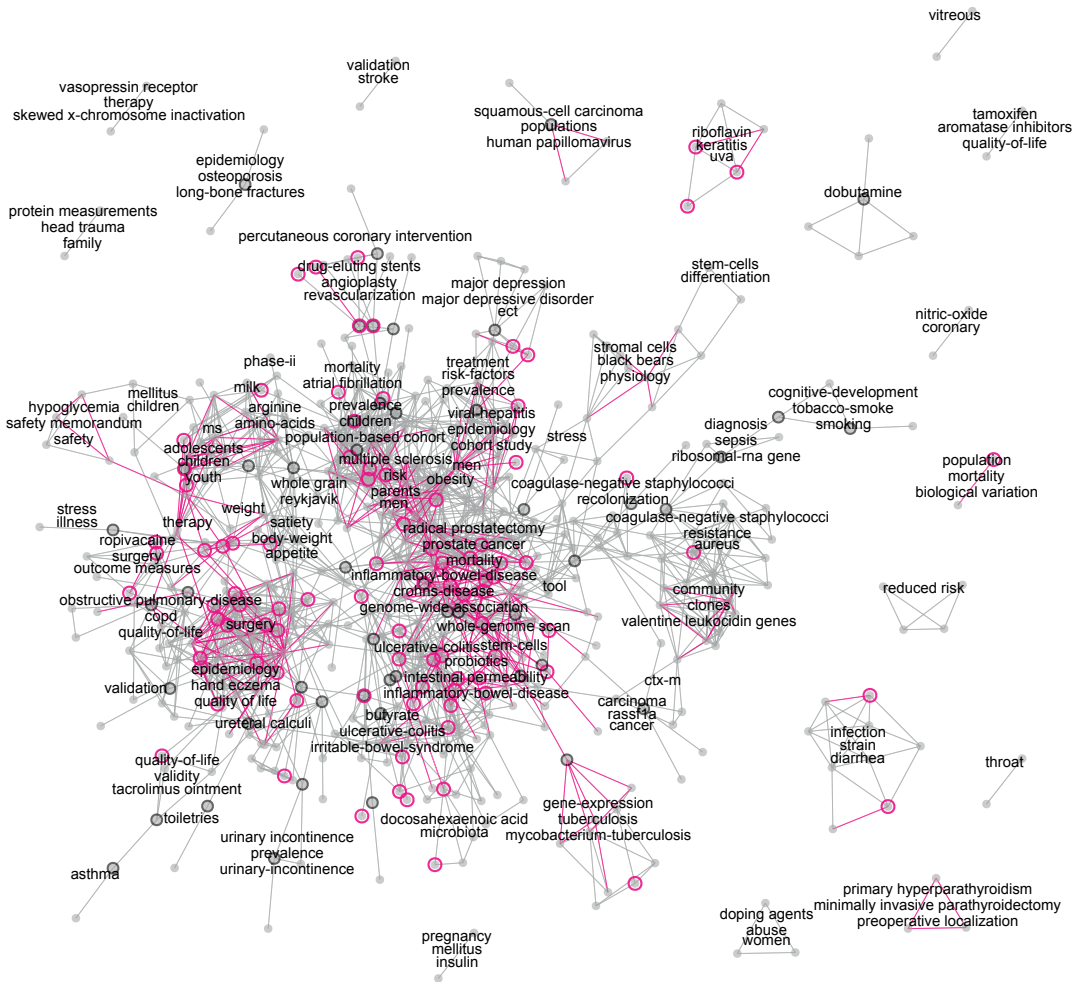 vitreous
validation
stroke
vasopressin receptor
therapy
skewed x-chromosome inactivation
squamous-cell carcinoma
populations
human papillomavirus
riboflavin
keratitis
uva
tamoxifen
aromatase inhibitors
quality-of-life
epidemiology
osteoporosis
long-bone fractures
dobutamine
protein measurements
head trauma
family
percutaneous coronary intervention
drug-eluting stents
angioplasty
revascularization
major depression
major depressive disorder
ect
stem-cells
differentiation
nitric-oxide
coronary
stromal cells
black bears
physiology
phase-ii
mortality
atrial fibrillation
treatment
risk-factors
prevalence
milk
mellitus
children
hypoglycemia
safety memorandum
safety
arginine
amino-acids
prevalence
children
population-based cohort
viral-hepatitis
epidemiology
cohort study
cognitive-development
tobacco-smoke
smoking
diagnosis
sepsis
ribosomal-rna gene
ms
adolescents
children
youth
stress
multiple sclerosis
risk
parents
men
men
obesity
whole grain
reykjavik
population
mortality
biological variation
coagulase-negative staphylococci
recolonization
coagulase-negative staphylococci
resistance
aureus
stress
illness
therapy
weight
satiety
body-weight
appetite
ropivacaine
surgery
outcome measures
radical prostatectomy
prostate cancer
mortality
inflammatory-bowel-disease
crohns-disease
genome-wide association
whole-genome scan
tool
community
clones
valentine leukocidin genes
reduced risk
obstructive pulmonary-disease
copd
quality-of-life
surgery
ulcerative-colitis
stem-cells
probiotics
intestinal permeability
inflammatory-bowel-disease
epidemiology
hand eczema
quality of life
validation
ureteral calculi
ctx-m
carcinoma
rassf1a
cancer
butyrate
ulcerative-colitis
irritable-bowel-syndrome
infection
strain
diarrhea
quality-of-life
validity
tacrolimus ointment
toiletries
throat
gene-expression
tuberculosis
mycobacterium-tuberculosis
docosahexaenoic acid
microbiota
urinary incontinence
prevalence
urinary-incontinence
asthma
primary hyperparathyroidism
minimally invasive parathyroidectomy
preoperative localization
doping agents
abuse
women
pregnancy
mellitus
insulin